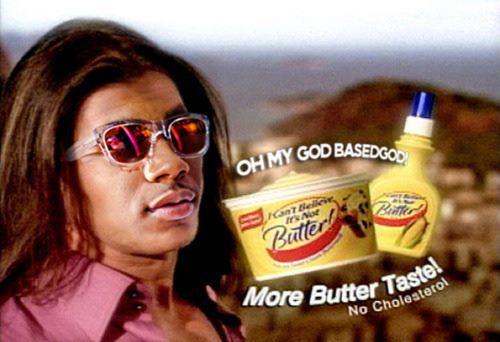 OH MY GOD BASEDGOD!
I Can't Believe
It's Not
Butter!
I Can't Believe
It's Not
Butter!
More Butter Taste!
No Cholesterol